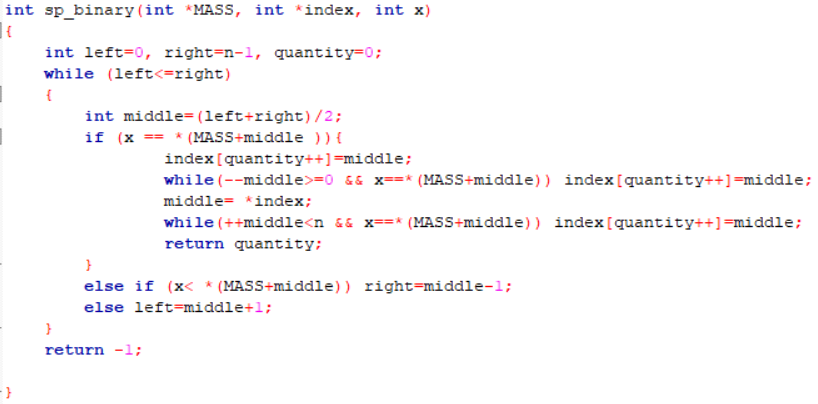 int sp_binary(int *MASS, int *index, int x)
{
    int left=0, right=n-1, quantity=0;
    while (left<=right)
    {
        int middle=(left+right)/2;
        if (x == *(MASS+middle )){
                index[quantity++]=middle;
                while(--middle>=0 && x==*(MASS+middle)) index[quantity++]=middle;
                middle= *index;
                while(++middle<n && x==*(MASS+middle)) index[quantity++]=middle;
                return quantity;
        }
        else if (x< *(MASS+middle)) right=middle-1;
        else left=middle+1;
    }
    return -1;
}